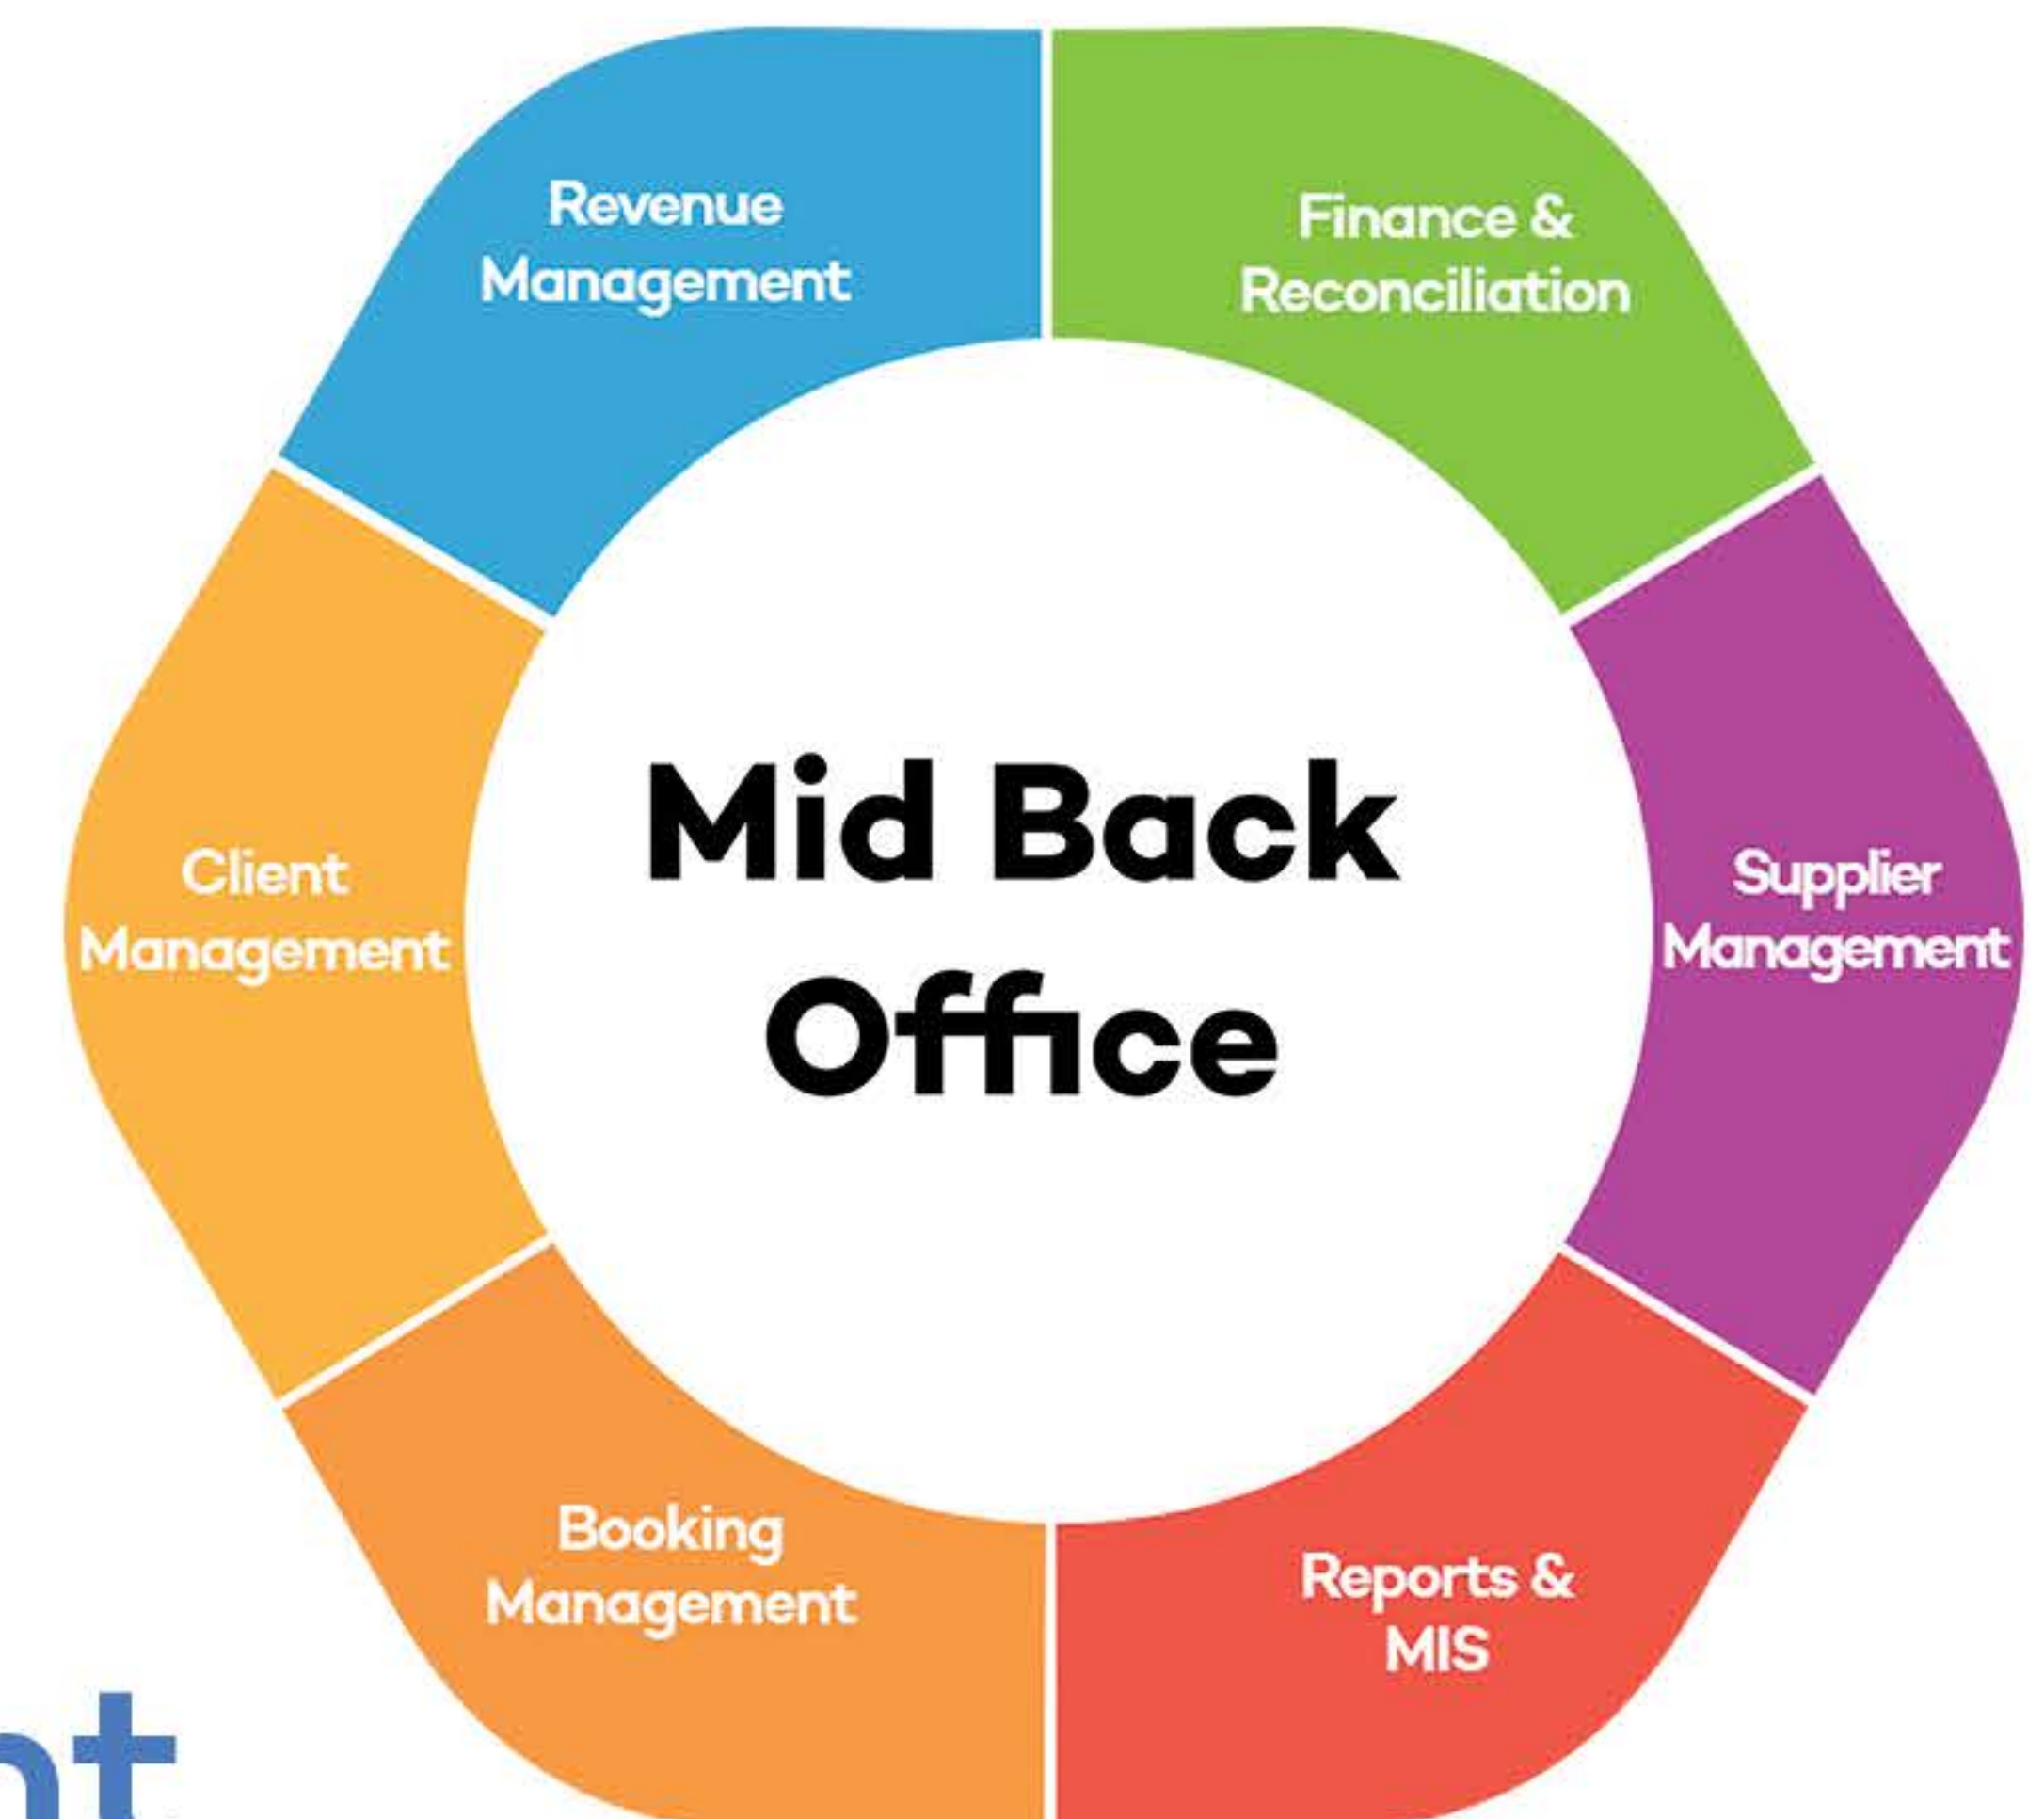 Revenue
Management
Finance &
Reconciliation
Client
Management
Mid Back
Office
Supplier
Management
Booking
Management
Reports &
MIS